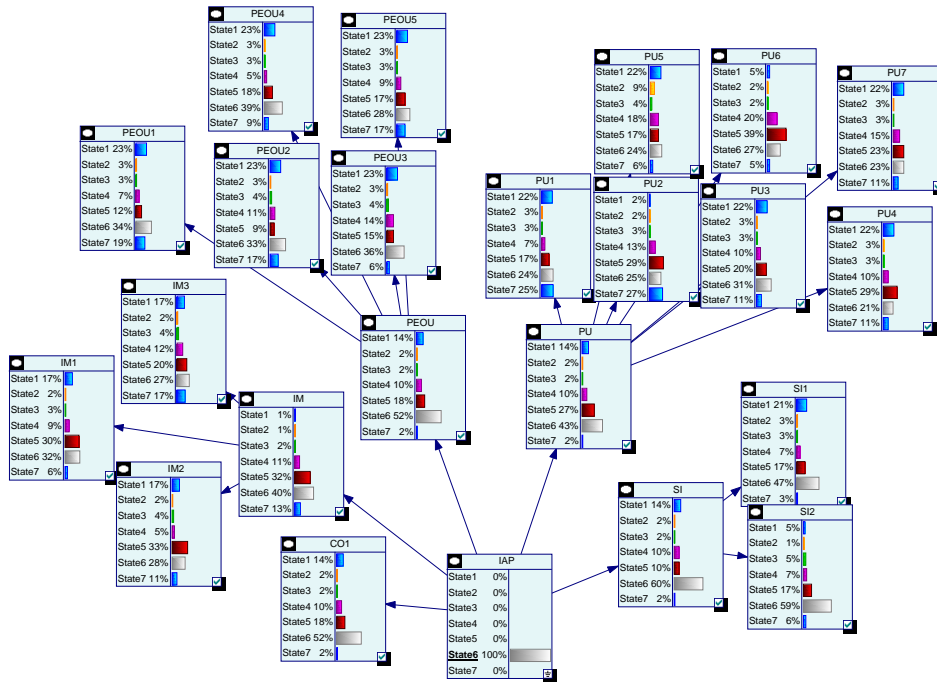 PEOU4
State1 23%
State2 3%
State3 3%
State4 5%
State5 18%
State6 39%
State7 9%
PEOU5
State1 23%
State2 3%
State3 3%
State4 9%
State5 17%
State6 28%
State7 17%
PU5
State1 22%
State2 9%
State3 4%
State4 18%
State5 17%
State6 24%
State7 6%
PU6
State1 5%
State2 2%
State3 2%
State4 20%
State5 39%
State6 27%
State7 5%
PU7
State1 22%
State2 3%
State3 3%
State4 15%
State5 23%
State6 23%
State7 11%
PEOU1
State1 23%
State2 3%
State3 3%
State4 7%
State5 12%
State6 34%
State7 19%
PEOU2
State1 23%
State2 3%
State3 4%
State4 11%
State5 9%
State6 33%
State7 17%
PEOU3
State1 23%
State2 3%
State3 4%
State4 14%
State5 15%
State6 36%
State7 6%
PU1
State1 22%
State2 3%
State3 3%
State4 7%
State5 17%
State6 24%
State7 25%
PU2
State1 2%
State2 2%
State3 2%
State4 13%
State5 29%
State6 25%
State7 27%
PU3
State1 22%
State2 3%
State3 3%
State4 10%
State5 20%
State6 31%
State7 11%
PU4
State1 22%
State2 3%
State3 3%
State4 10%
State5 29%
State6 21%
State7 11%
IM3
State1 17%
State2 2%
State3 4%
State4 12%
State5 20%
State6 27%
State7 17%
PEOU
State1 14%
State2 2%
State3 2%
State4 10%
State5 18%
State6 52%
State7 2%
PU
State1 14%
State2 2%
State3 2%
State4 10%
State5 27%
State6 43%
State7 2%
IM1
State1 17%
State2 2%
State3 3%
State4 9%
State5 30%
State6 32%
State7 6%
IM
State1 1%
State2 1%
State3 2%
State4 11%
State5 32%
State6 40%
State7 13%
SI1
State1 21%
State2 3%
State3 3%
State4 7%
State5 17%
State6 47%
State7 3%
IM2
State1 17%
State2 2%
State3 4%
State4 5%
State5 33%
State6 28%
State7 11%
SI
State1 14%
State2 2%
State3 2%
State4 10%
State5 10%
State6 60%
State7 2%
SI2
State1 5%
State2 1%
State3 5%
State4 7%
State5 17%
State6 59%
State7 6%
CO1
State1 14%
State2 2%
State3 2%
State4 10%
State5 18%
State6 52%
State7 2%
IAP
State1 0%
State2 0%
State3 0%
State4 0%
State5 0%
State6 100%
State7 0%